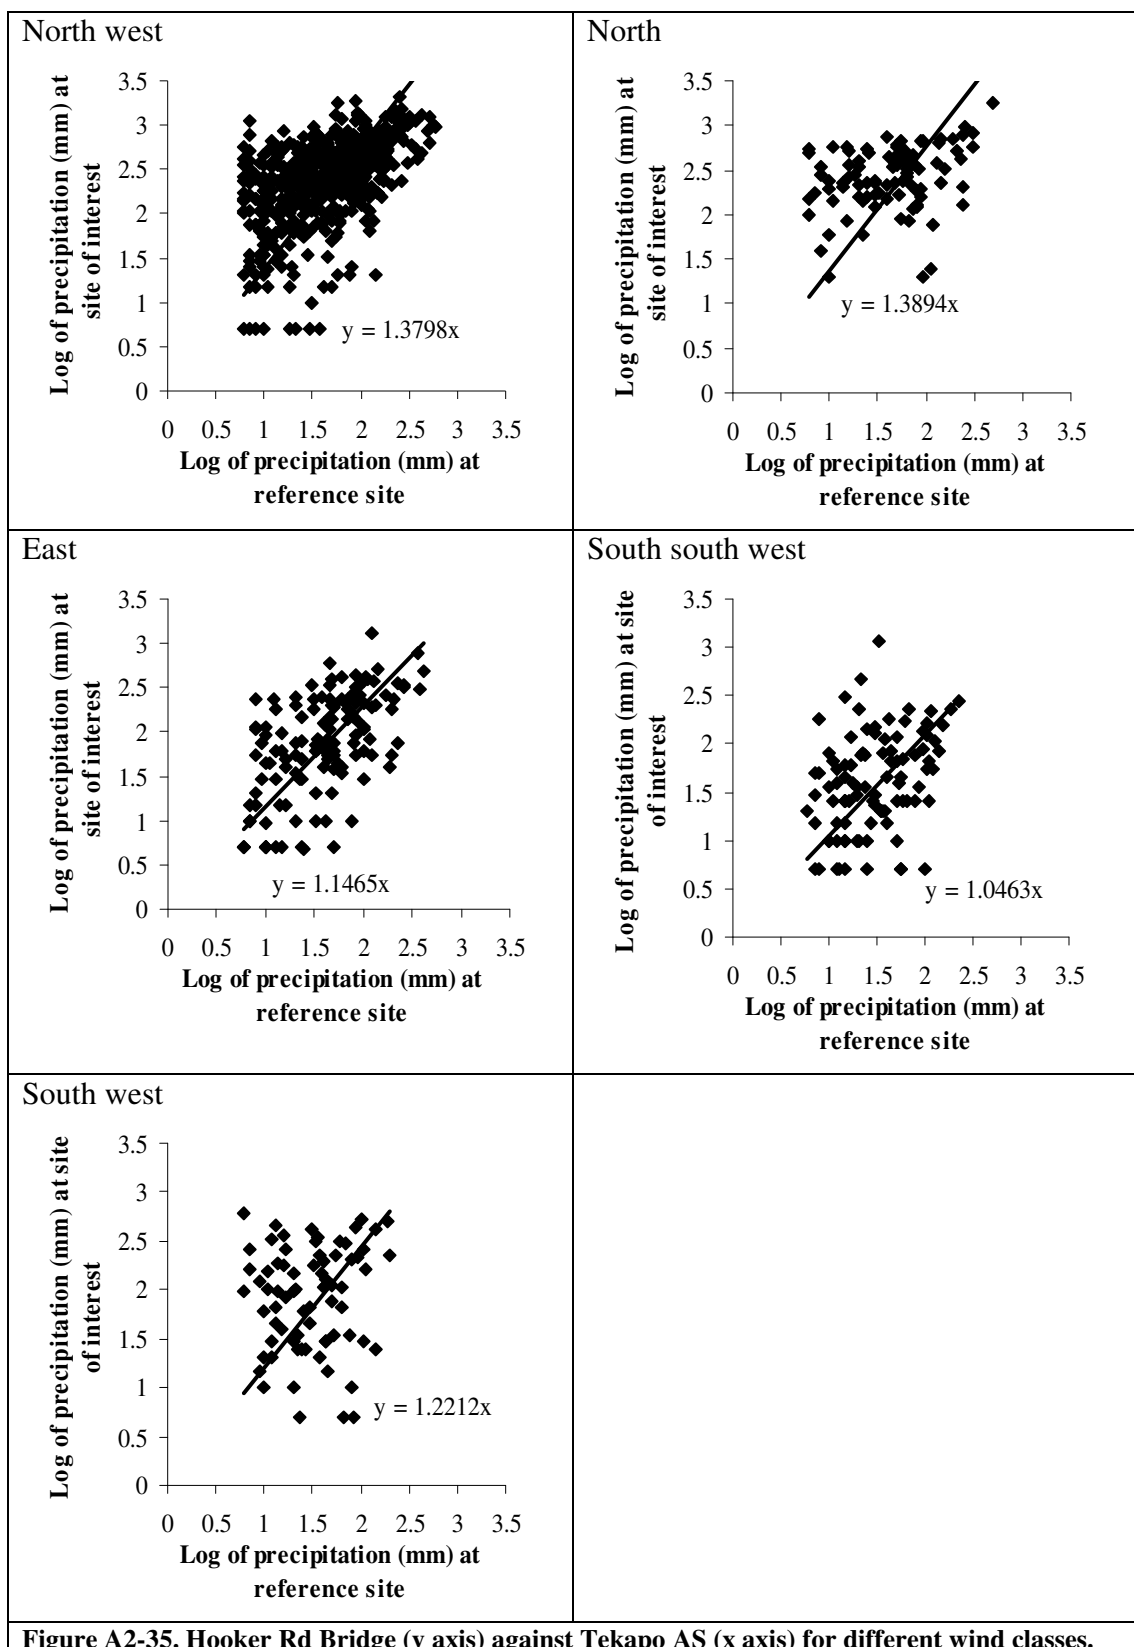 North west
Log of precipitation (mm) at
site of interest
3.5
3
2.5
2
1.5
1
0.5
0
y = 1.3798x
0 0.5 1 1.5 2 2.5 3 3.5
Log of precipitation (mm) at
reference site
North
Log of precipitation (mm) at
site of interest
3.5
3
2.5
2
1.5
1
0.5
0
y = 1.3894x
0 0.5 1 1.5 2 2.5 3 3.5
Log of precipitation (mm) at
reference site
East
Log of precipitation (mm) at
site of interest
3.5
3
2.5
2
1.5
1
0.5
0
y = 1.1465x
0 0.5 1 1.5 2 2.5 3 3.5
Log of precipitation (mm) at
reference site
South south west
Log of precipitation (mm) at site
of interest
3.5
3
2.5
2
1.5
1
0.5
0
y = 1.0463x
0 0.5 1 1.5 2 2.5 3 3.5
Log of precipitation (mm) at
reference site
South west
Log of precipitation (mm) at site
of interest
3.5
3
2.5
2
1.5
1
0.5
0
y = 1.2212x
0 0.5 1 1.5 2 2.5 3 3.5
Log of precipitation (mm) at
reference site
Figure A2-35. Hooker Rd Bridge (y axis) against Tekapo AS (x axis) for different wind classes.